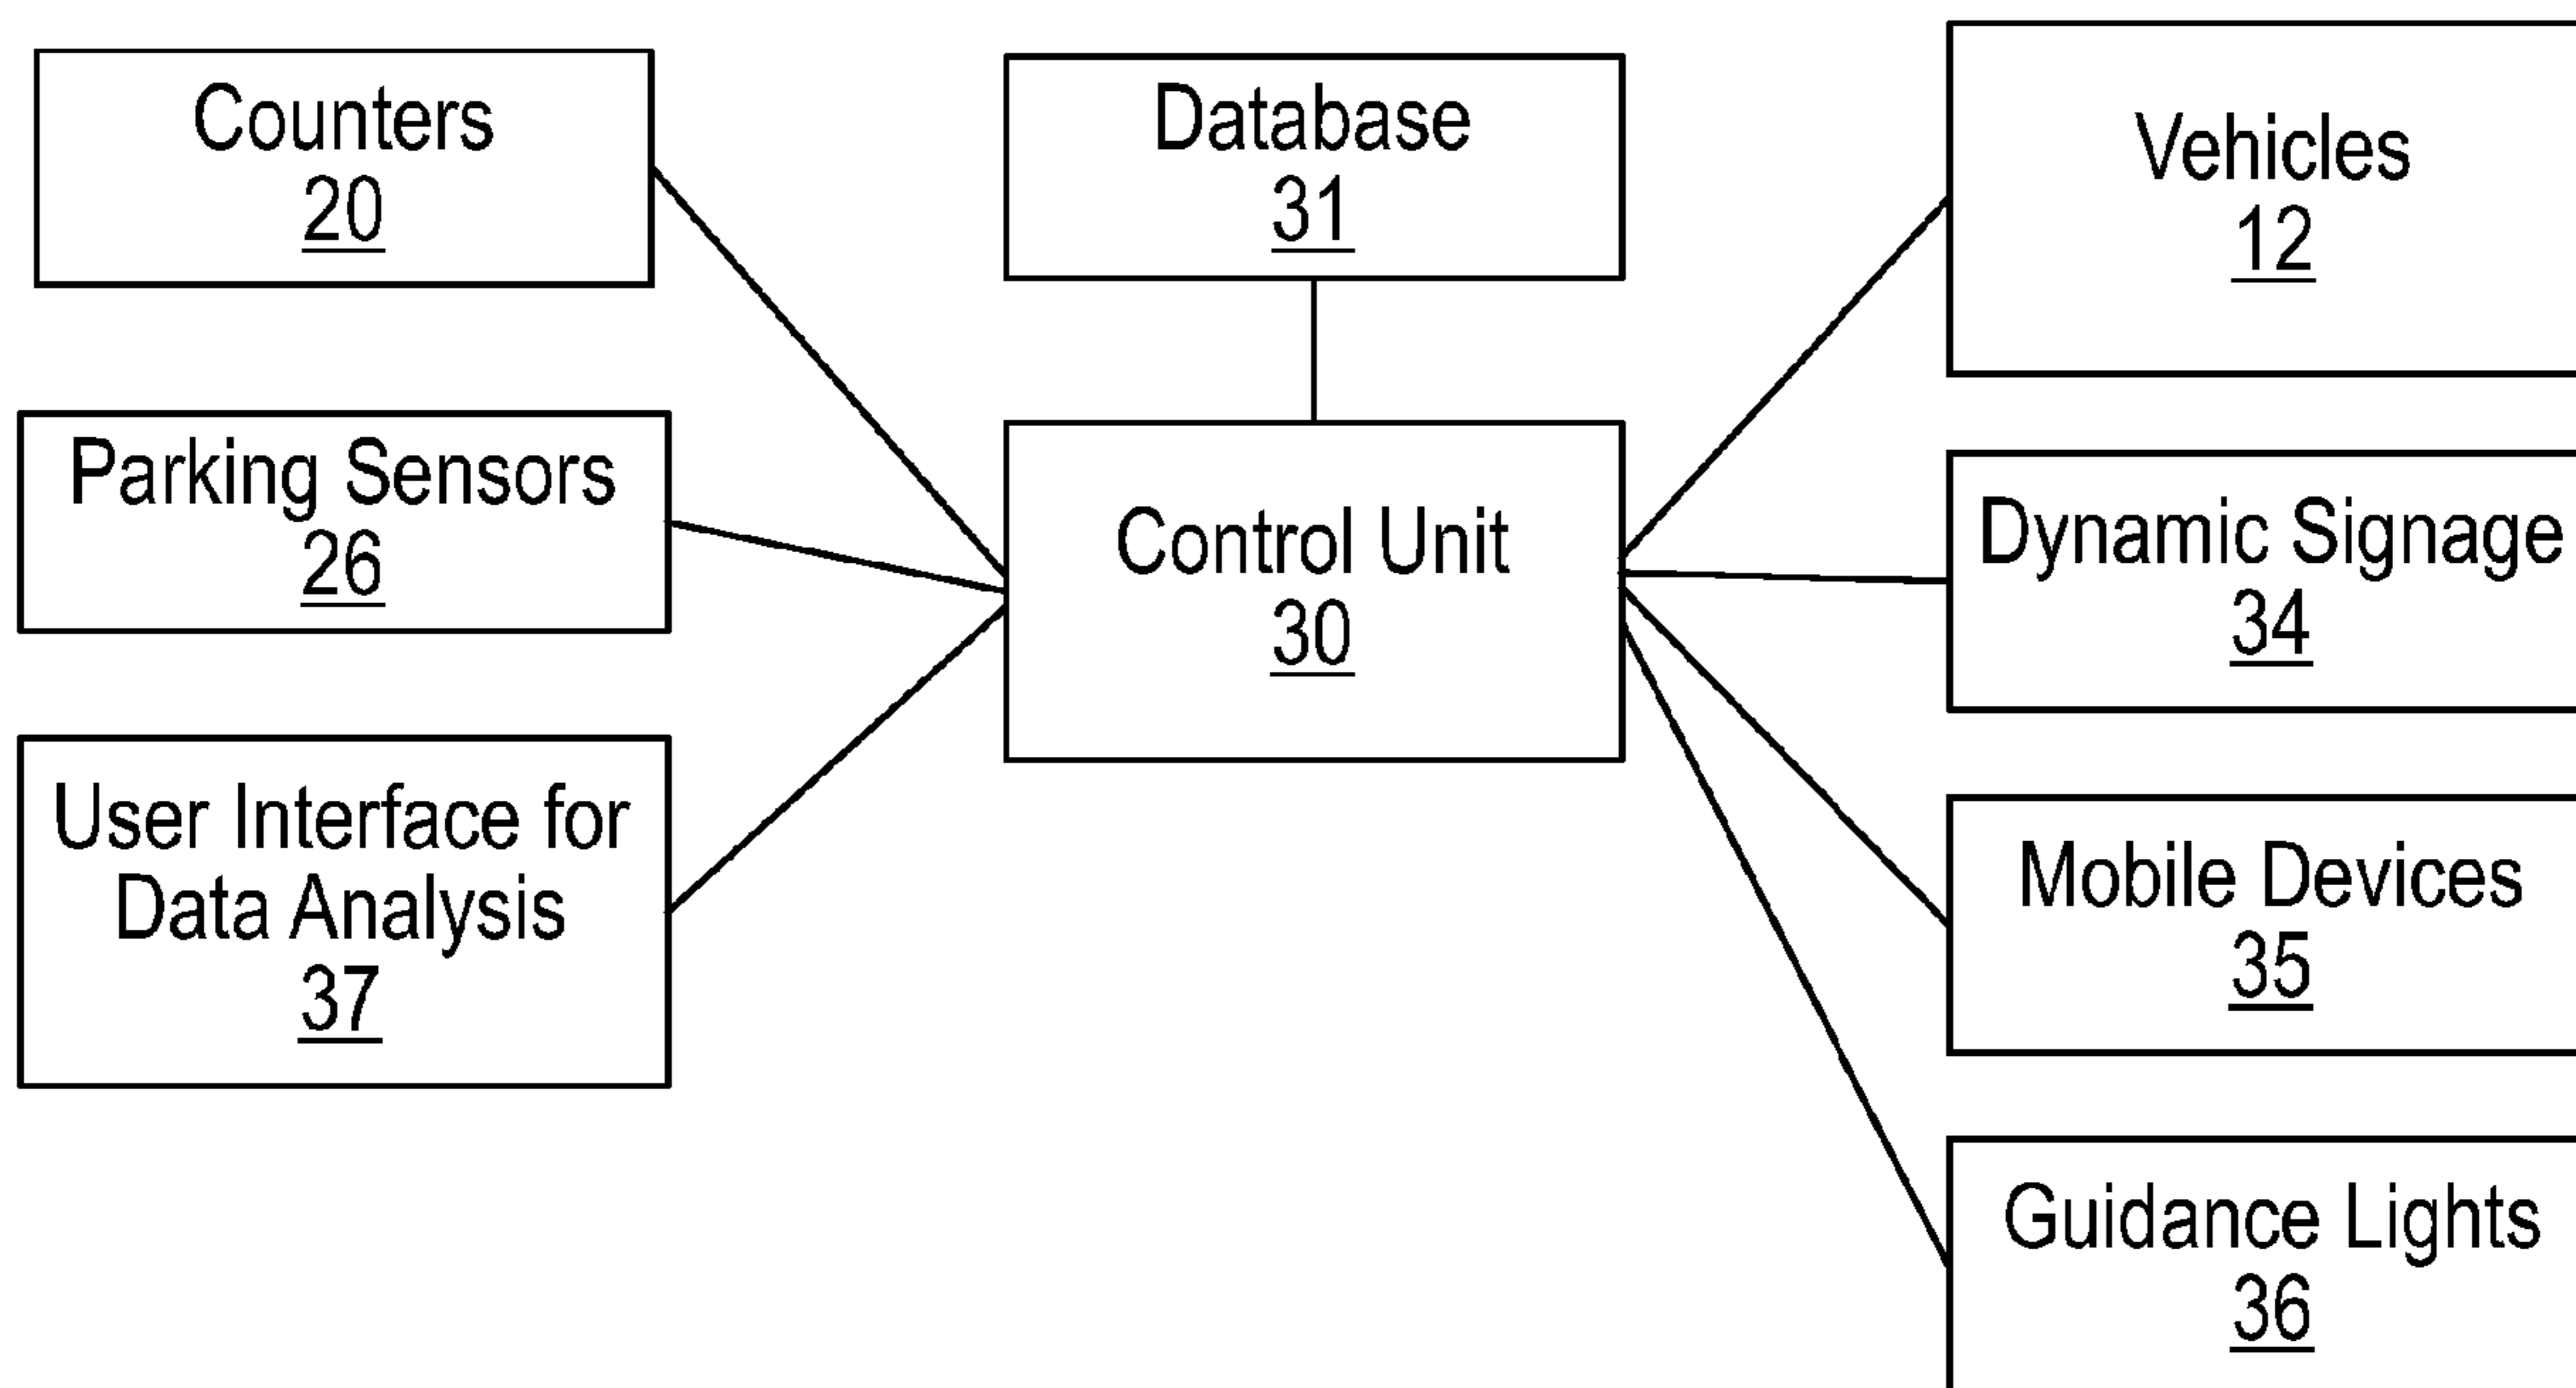 Counters
20
Database
31
Vehicles
12
Parking Sensors
26
Control Unit
30
Dynamic Signage
34
User Interface for
Data Analysis
37
Mobile Devices
35
Guidance Lights
36